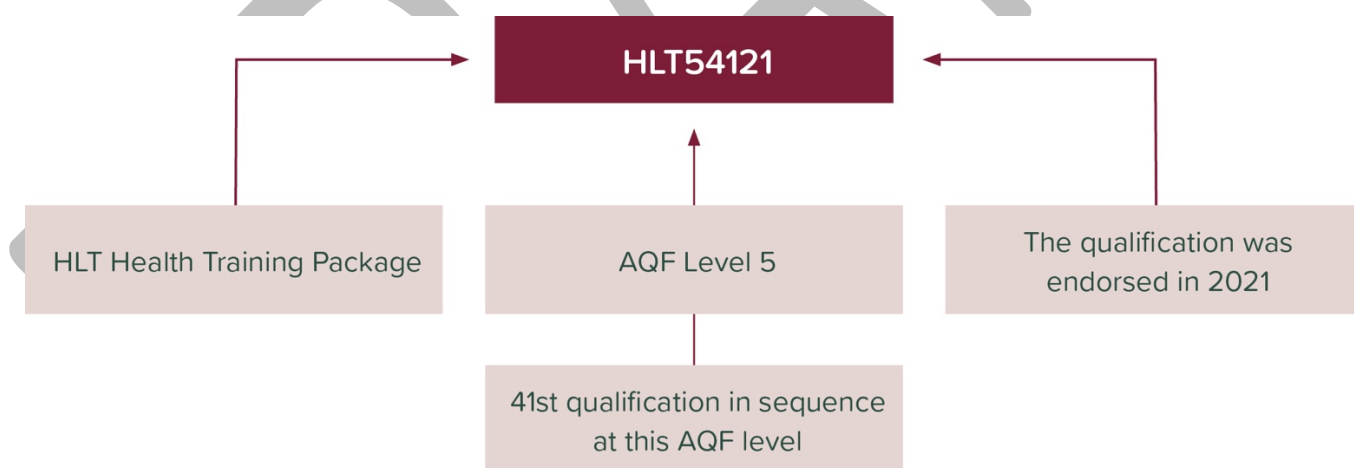 HLT54121
HLT Health Training Package
AQF Level 5
The qualification was
endorsed in 2021
41st qualification in sequence
at this AQF level